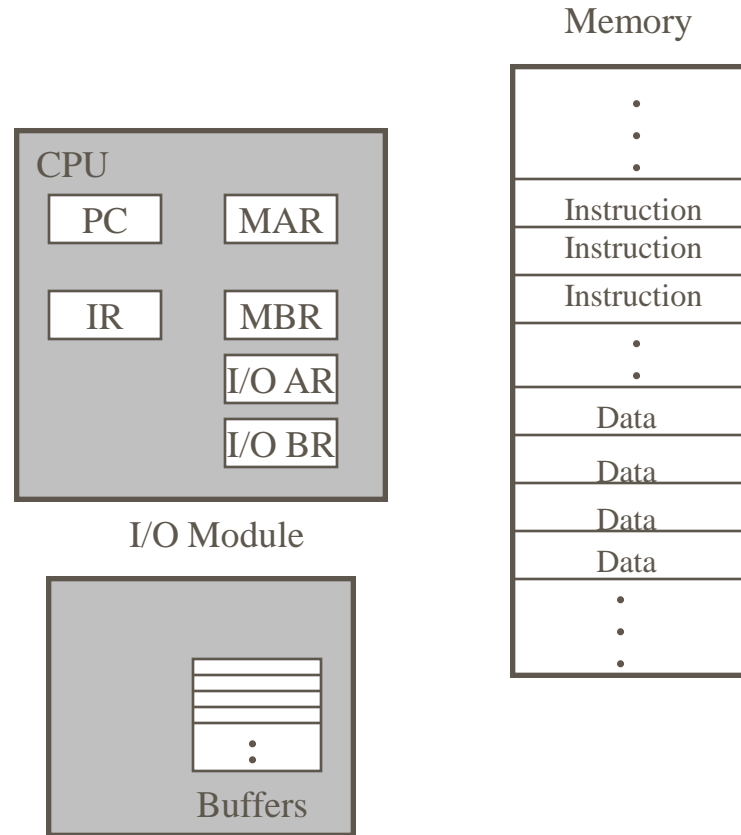 Memory
CPU
PC
MAR
IR
MBR
I/O AR
I/O BR
Instruction
Instruction
Instruction
Data
Data
Data
Data
I/O Module
Buffers